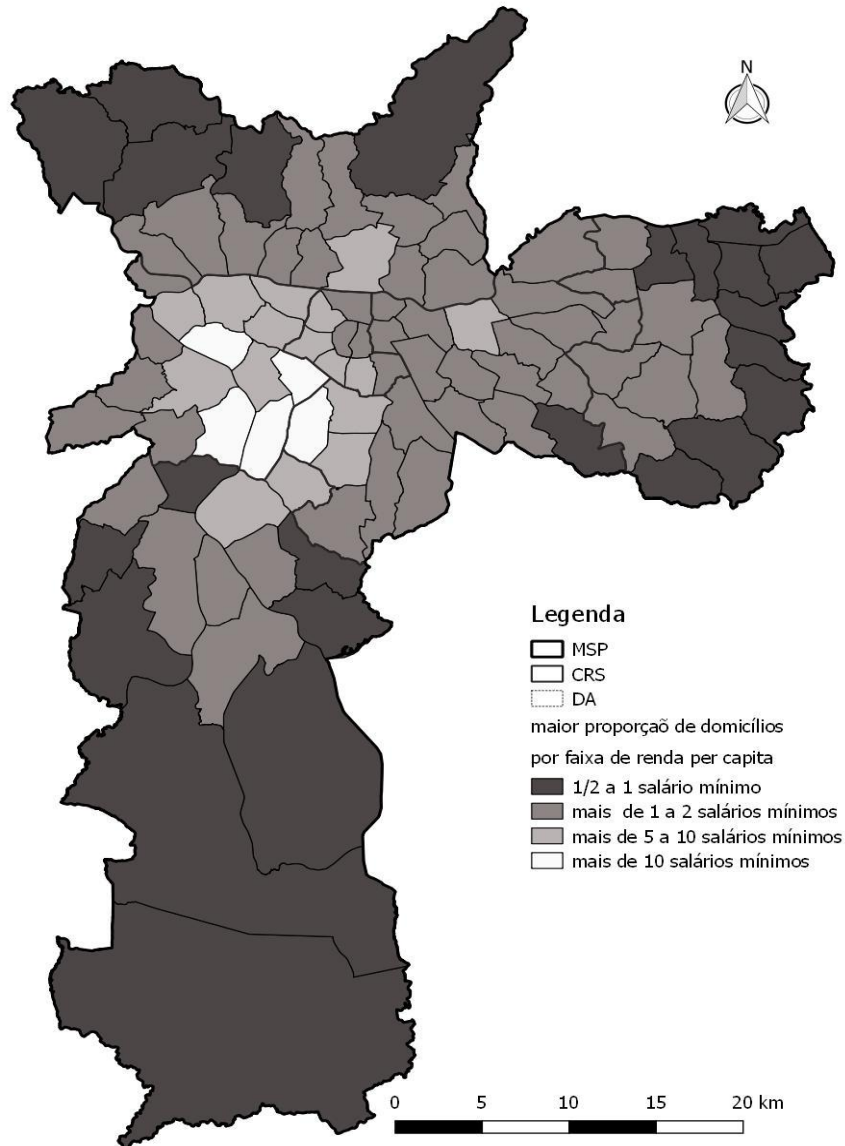 N
Legenda
MSP
CRS
DA
maior proporçaõ de domicílios
por faixa de renda per capita
1/2 a 1 salário mínimo
mais de 1 a 2 salários mínimos
mais de 5 a 10 salários mínimos
mais de 10 salários mínimos
0 5 10 15 20 km